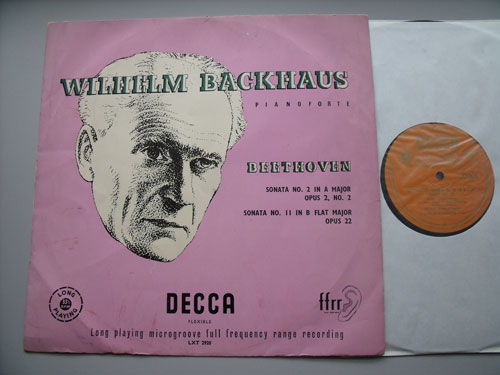 WILHELM BACKHAUS
PIANOFORTE
BEETHOVEN
SONATA NO. 2 IN A MAJOR
OPUS 2, NO. 2
SONATA NO. 11 IN B FLAT MAJOR
OPUS 22
LONG
PLAYING
DECCA
FLEXIBLE
ffrr
Long playing microgroove full frequency range recording